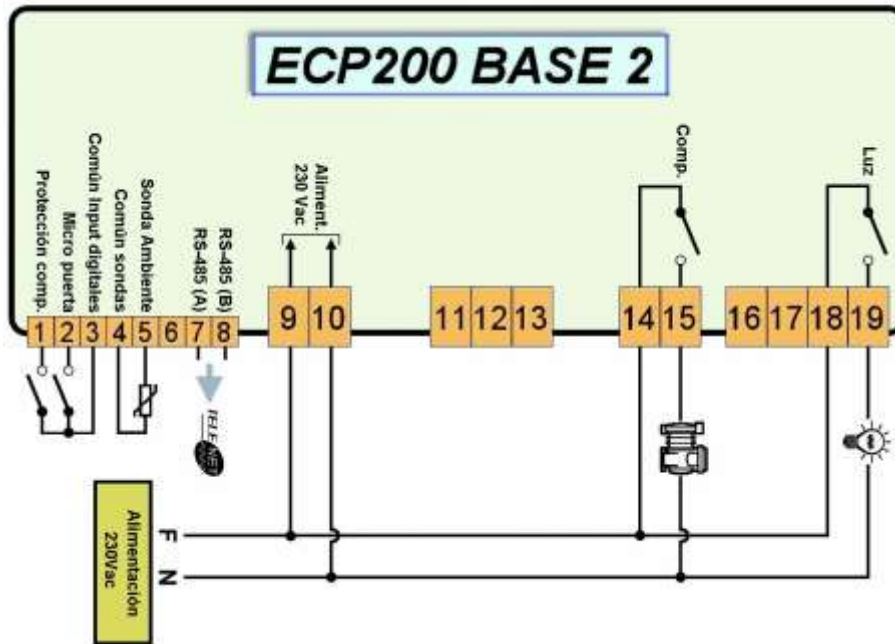 ECP200 BASE 2
Protección comp.
Micro puerta
Común Input digitales
Común sondas
Sonda Ambiente
RS-485 (A)
RS-485 (B)
Aliment.
230 Vac
Comp.
Luz
1 2 3 4 5 6 7 8
9 10
11 12 13
14 15
16 17 18 19
TELENET
Alimentación
230Vac
F
N